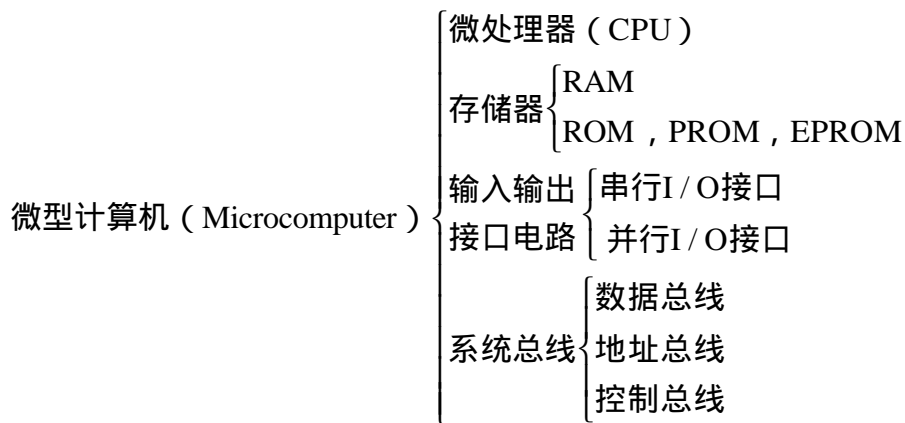 微处理器（CPU）
RAM
存储器
ROM，PROM，EPROM
输入输出 串行I / O接口
微型计算机（Microcomputer）
接口电路 并行I / O接口
数据总线
系统总线 地址总线
控制总线